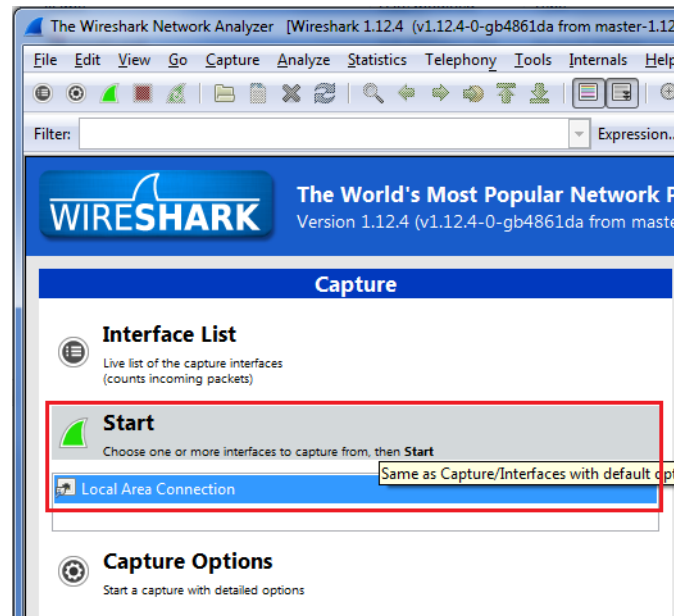 The Wireshark Network Analyzer [Wireshark 1.12.4 (v1.12.4-0-gb4861da from master-1.12
File Edit View Go Capture Analyze Statistics Telephony Tools Internals Help
Filter: Expression...
WIRESHARK
The World's Most Popular Network P
Version 1.12.4 (v1.12.4-0-gb4861da from maste
Capture
Interface List
Live list of the capture interfaces
(counts incoming packets)
Start
Choose one or more interfaces to capture from, then Start
Same as Capture/Interfaces with default opt
Local Area Connection
Capture Options
Start a capture with detailed options